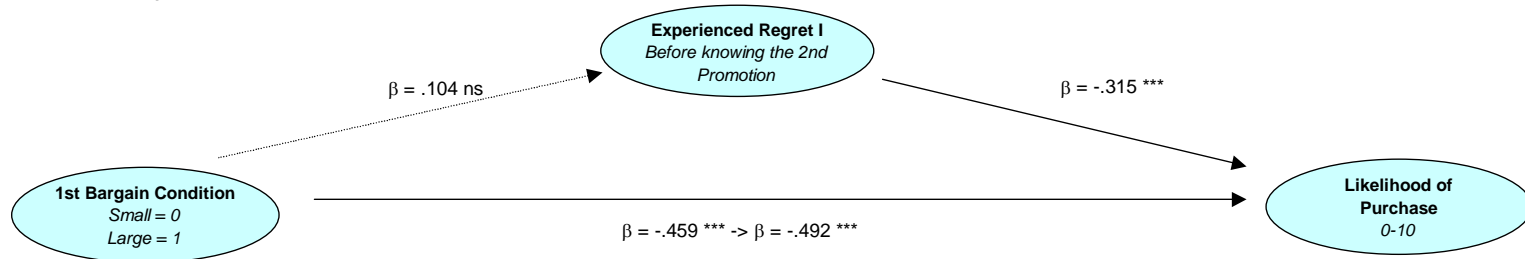 Experienced Regret I
Before knowing the 2nd
Promotion
β = .104 ns
β = -.315 ***
1st Bargain Condition
Small = 0
Large = 1
Likelihood of
Purchase
0-10
β = -.459 *** -> β = -.492 ***